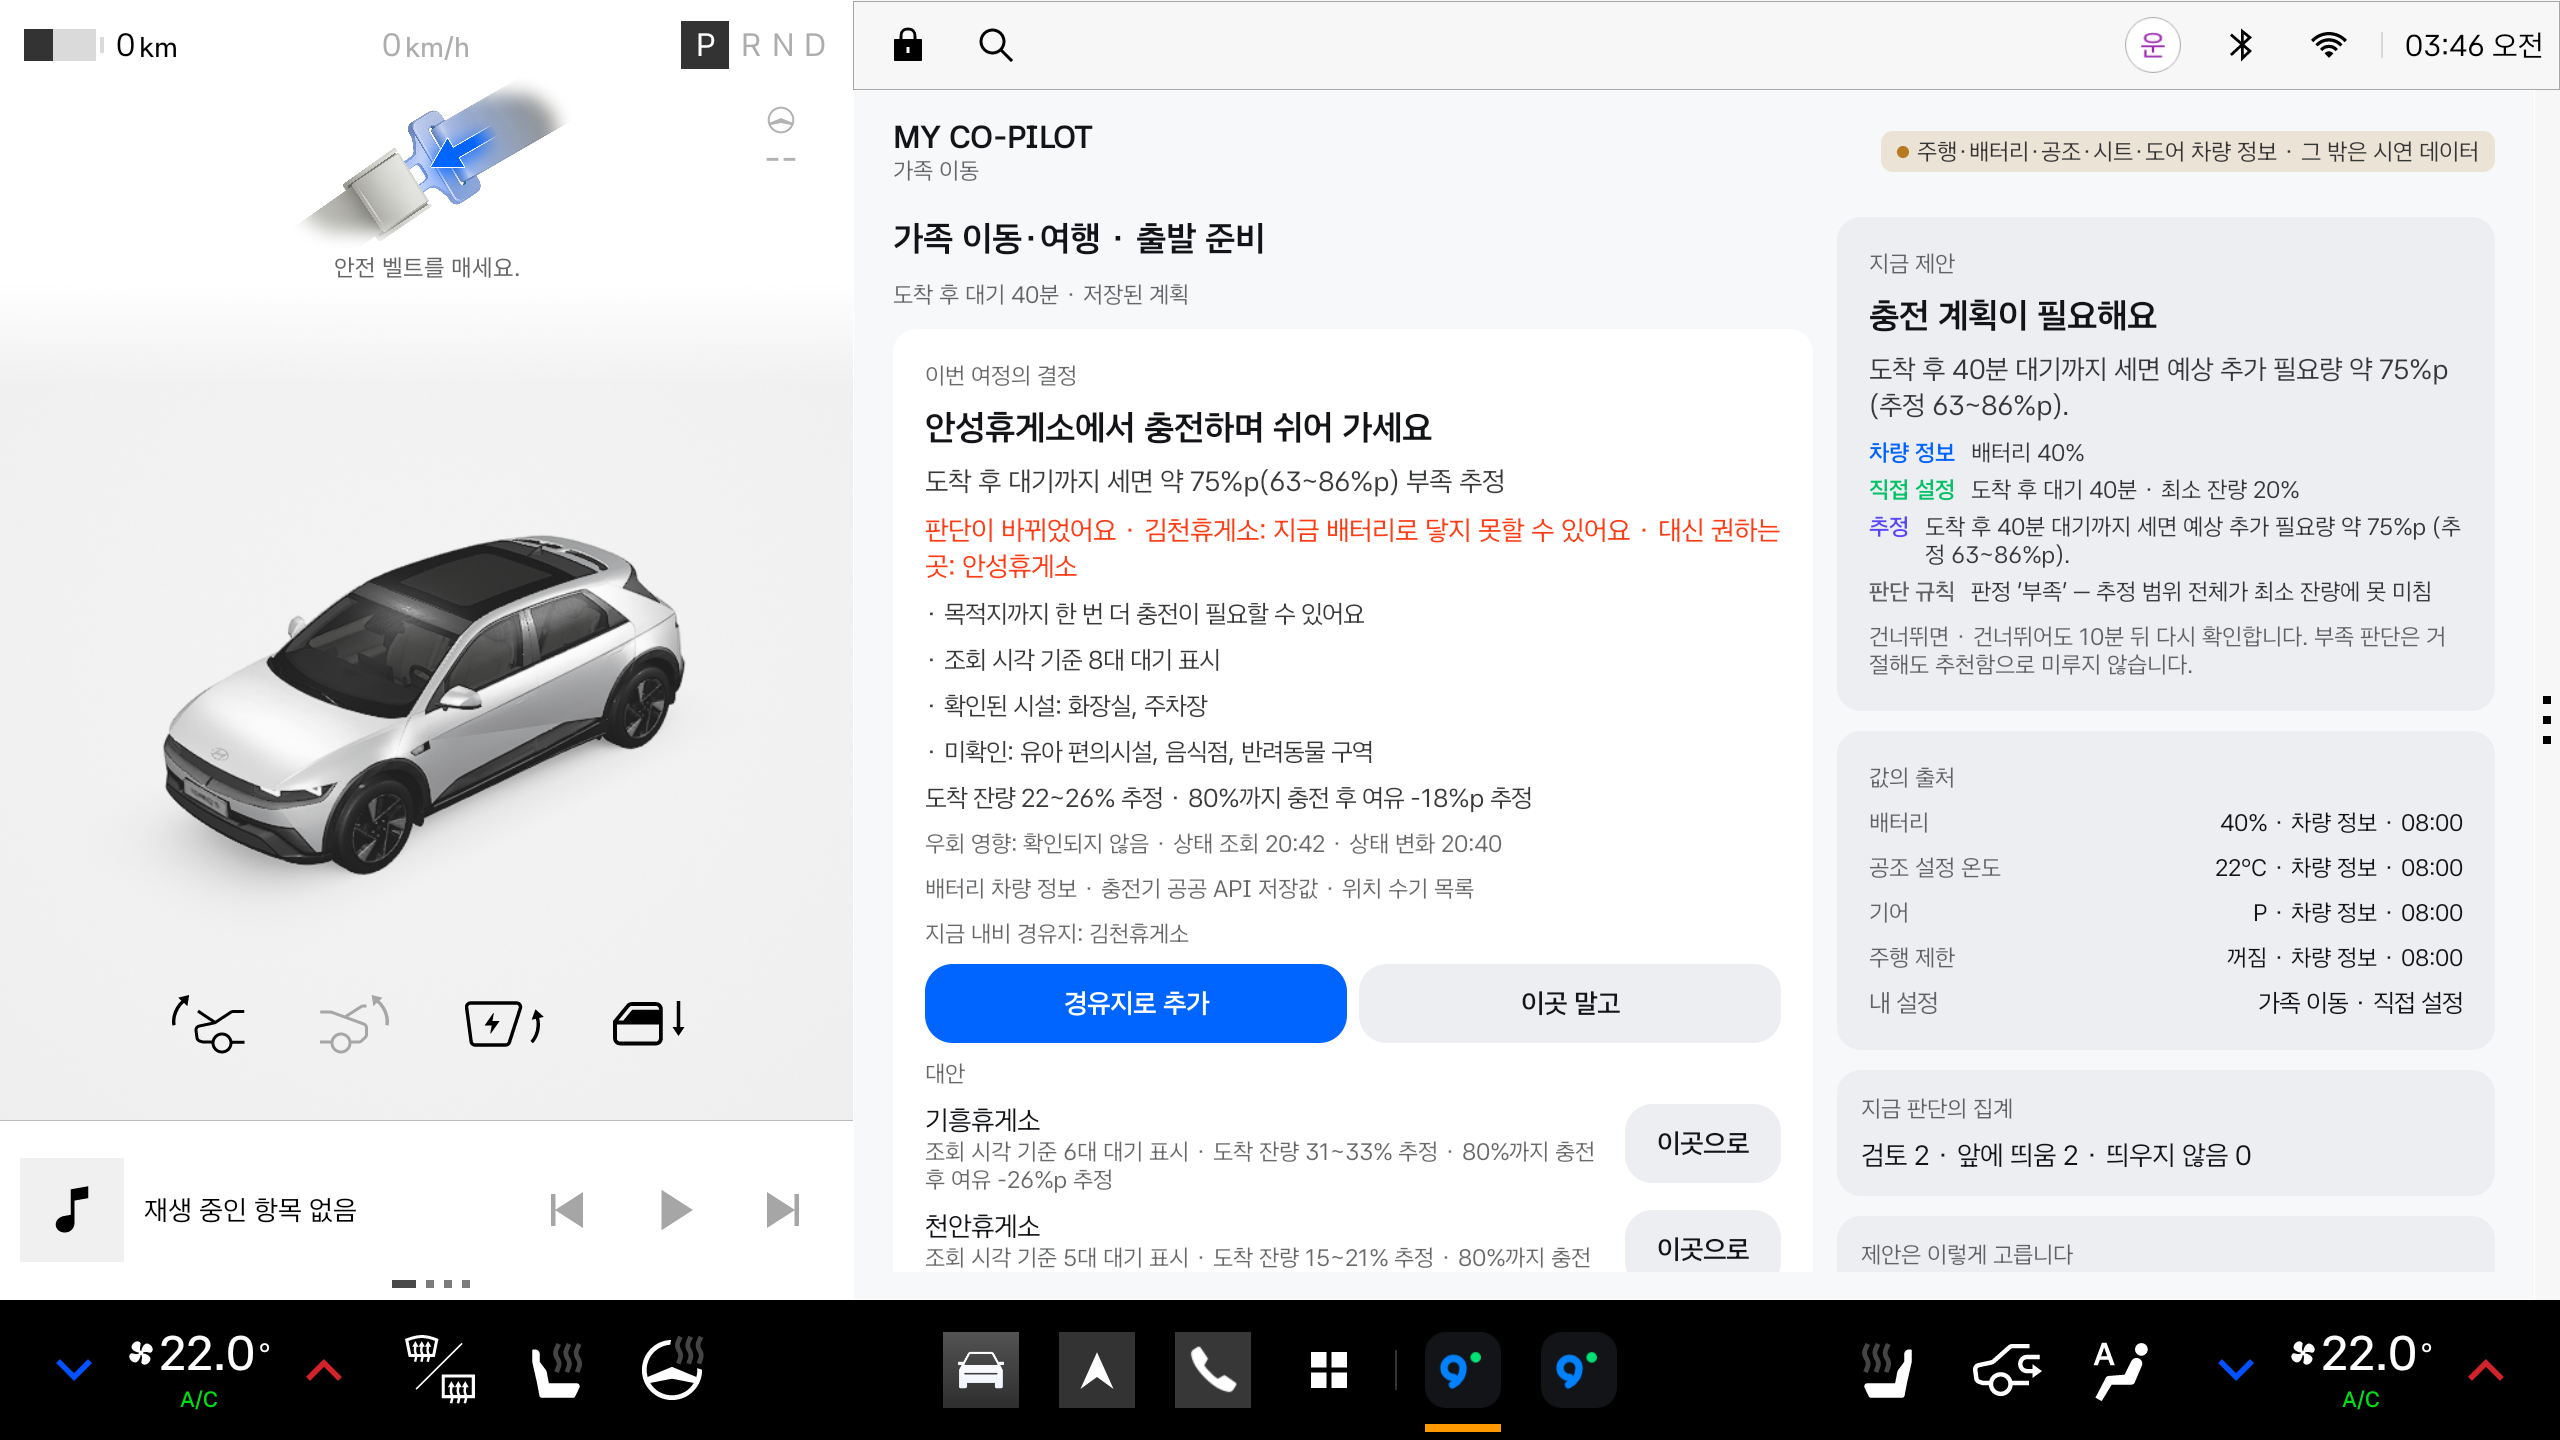 0 km
0 km/h
P R N D
안전 벨트를 매세요.
재생 중인 항목 없음
운
03:46 오전
MY CO-PILOT
가족 이동
주행·배터리·공조·시트·도어 차량 정보 · 그 밖은 시연 데이터
가족 이동·여행 · 출발 준비
도착 후 대기 40분 · 저장된 계획
이번 여정의 결정
안성휴게소에서 충전하며 쉬어 가세요
도착 후 대기까지 세면 약 75%p(63~86%p) 부족 추정
판단이 바뀌었어요 · 김천휴게소: 지금 배터리로 닿지 못할 수 있어요 · 대신 권하는
곳: 안성휴게소
· 목적지까지 한 번 더 충전이 필요할 수 있어요
· 조회 시각 기준 8대 대기 표시
· 확인된 시설: 화장실, 주차장
· 미확인: 유아 편의시설, 음식점, 반려동물 구역
도착 잔량 22~26% 추정 · 80%까지 충전 후 여유 -18%p 추정
우회 영향: 확인되지 않음 · 상태 조회 20:42 · 상태 변화 20:40
배터리 차량 정보 · 충전기 공공 API 저장값 · 위치 수기 목록
지금 내비 경유지: 김천휴게소
경유지로 추가
이곳 말고
대안
기흥휴게소
조회 시각 기준 6대 대기 표시 · 도착 잔량 31~33% 추정 · 80%까지 충전
후 여유 -26%p 추정
이곳으로
천안휴게소
조회 시각 기준 5대 대기 표시 · 도착 잔량 15~21% 추정 · 80%까지 충전
이곳으로
지금 제안
충전 계획이 필요해요
도착 후 40분 대기까지 세면 예상 추가 필요량 약 75%p
(추정 63~86%p).
차량 정보 배터리 40%
직접 설정 도착 후 대기 40분 · 최소 잔량 20%
추정 도착 후 40분 대기까지 세면 예상 추가 필요량 약 75%p (추
정 63~86%p).
판단 규칙 판정 '부족' — 추정 범위 전체가 최소 잔량에 못 미침
건너뛰면 · 건너뛰어도 10분 뒤 다시 확인합니다. 부족 판단은 거
절해도 추천함으로 미루지 않습니다.
값의 출처
배터리 40% · 차량 정보 · 08:00
공조 설정 온도 22°C · 차량 정보 · 08:00
기어 P · 차량 정보 · 08:00
주행 제한 꺼짐 · 차량 정보 · 08:00
내 설정 가족 이동 · 직접 설정
지금 판단의 집계
검토 2 · 앞에 띄움 2 · 띄우지 않음 0
제안은 이렇게 고릅니다
22.0°
A/C
A
22.0°
A/C